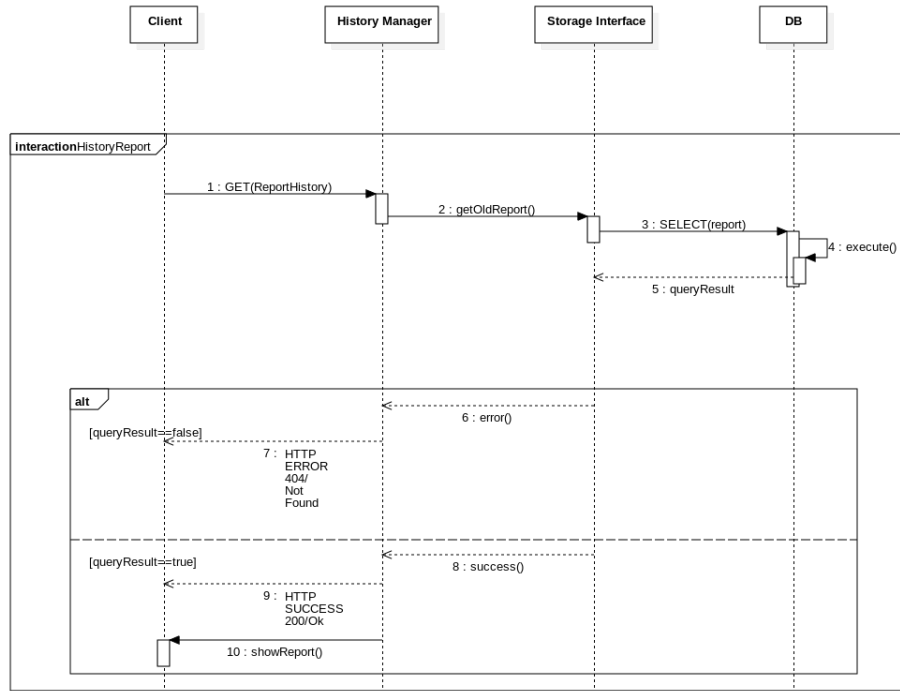 Client
History Manager
Storage Interface
DB
interactionHistoryReport
1 : GET(ReportHistory)
2 : getOldReport()
3 : SELECT(report)
4 : execute()
5 : queryResult
alt
6 : error()
[queryResult==false]
7 : HTTP
ERROR
404/
Not
Found
[queryResult==true]
8 : success()
9 : HTTP
SUCCESS
200/Ok
10 : showReport()